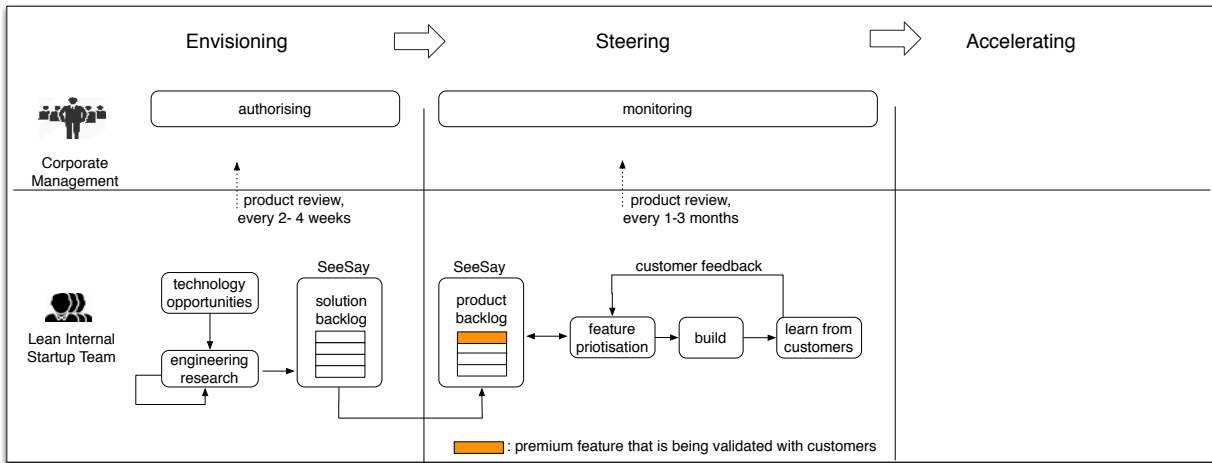 Envisioning
Steering
Accelerating
authorising
monitoring
Corporate
Management
product review,
every 2- 4 weeks
product review,
every 1-3 months
SeeSay
SeeSay
customer feedback
technology
opportunities
solution
backlog
product
backlog
Lean Internal
Startup Team
engineering
research
feature
priotisation
build
learn from
customers
: premium feature that is being validated with customers